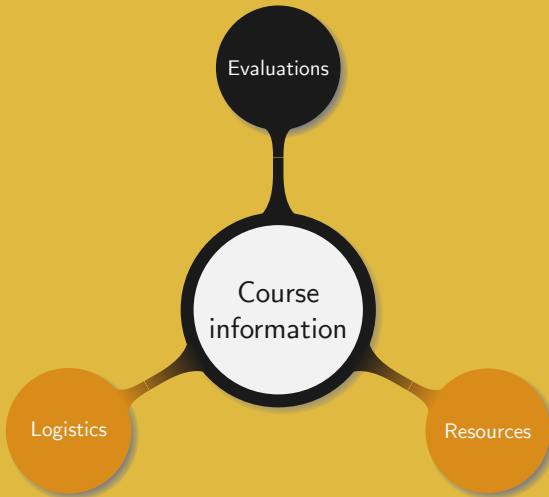 Evaluations
Course
information
Logistics
Resources